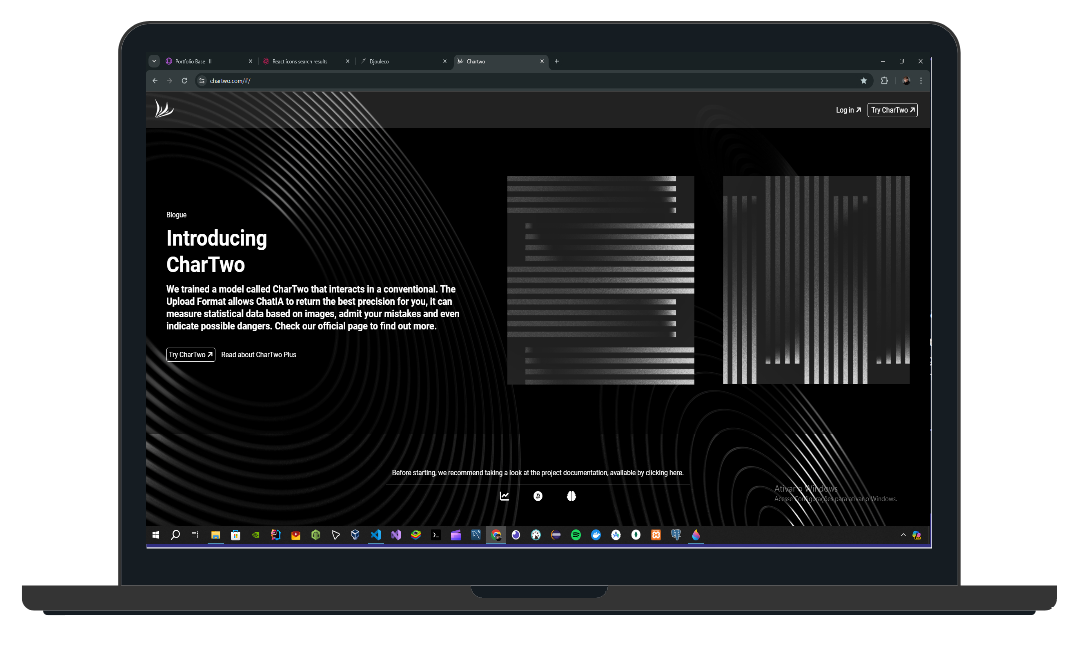 Portfolio Base II
React icons search results
Djauleco
Chartwo
chartwo.com/#/
Log in
Try CharTwo
Blogue
Introducing
CharTwo
We trained a model called CharTwo that interacts in a conventional. The
Upload Format allows ChatIA to return the best precision for you, it can
measure statistical data based on images, admit your mistakes and even
indicate possible dangers. Check our official page to find out more.
Try CharTwo
Read about CharTwo Plus
Before starting, we recommend taking a look at the project documentation, available by clicking here.
Ativar o Windows
Acesse Configurações para ativar o Windows.